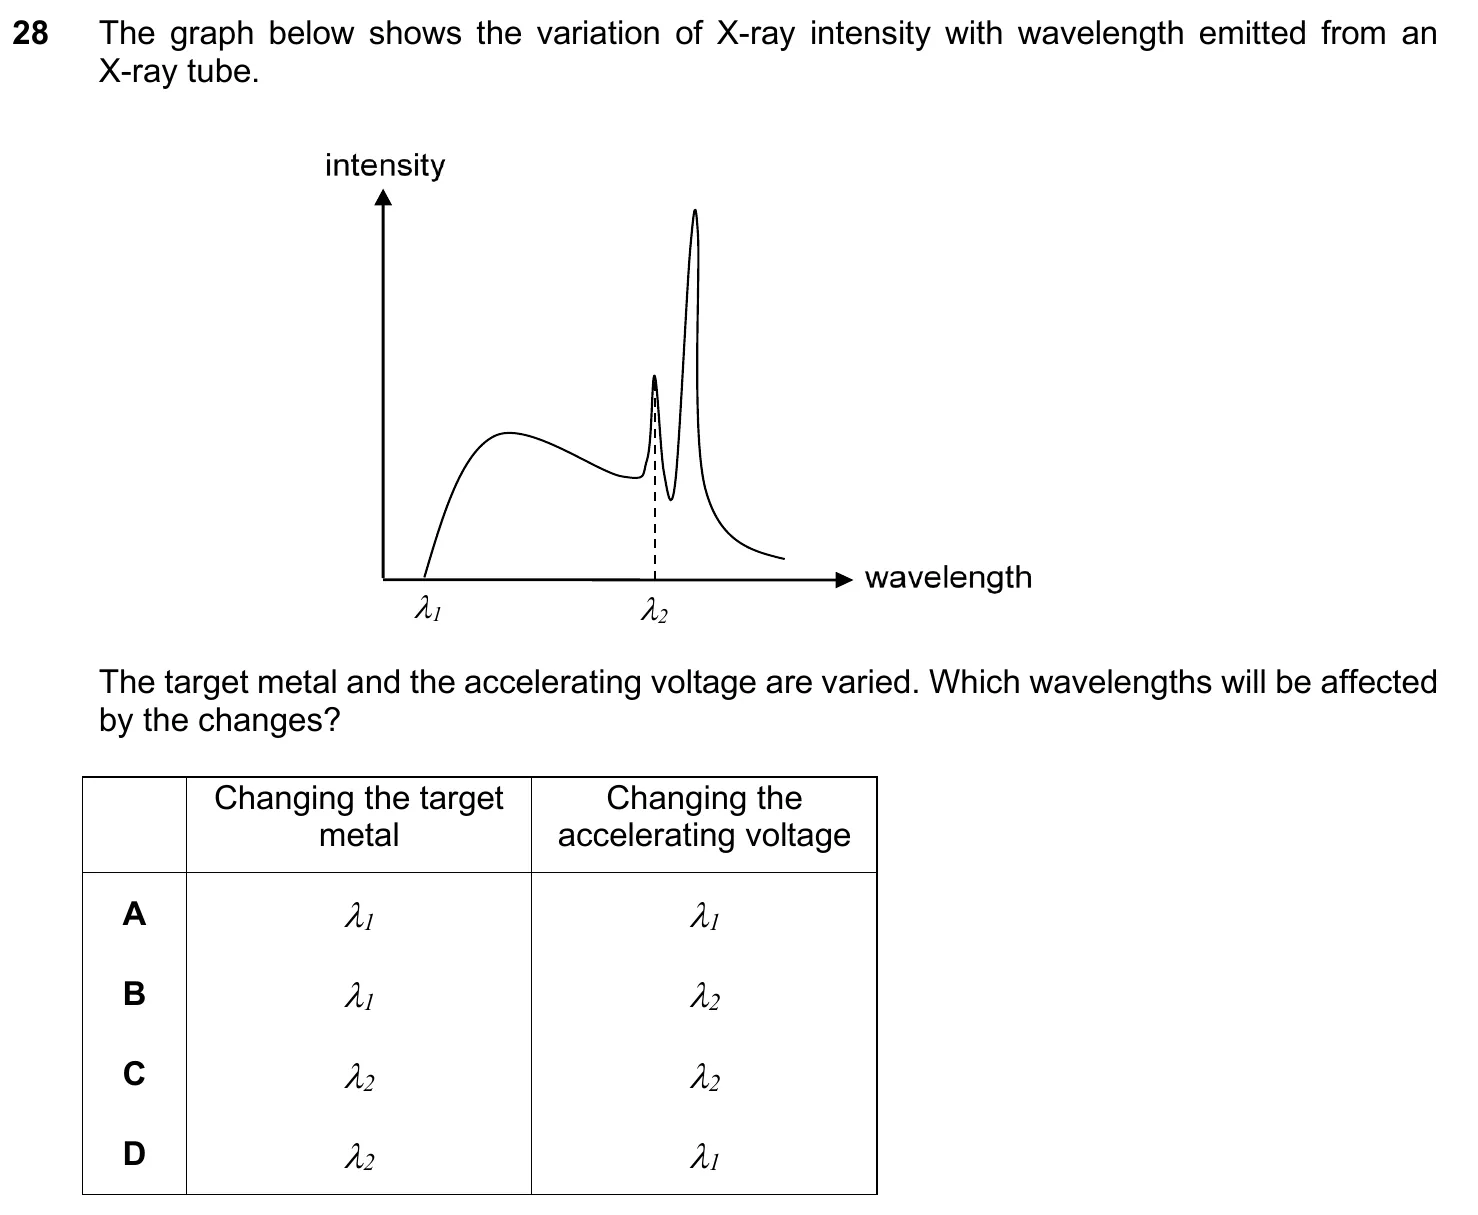 28 The graph below shows the variation of X-ray intensity with wavelength emitted from an
X-ray tube.
intensity
wavelength
λ1
λ2
The target metal and the accelerating voltage are varied. Which wavelengths will be affected
by the changes?
Changing the target
metal
Changing the
accelerating voltage
A λ1 λ1
B λ1 λ2
C λ2 λ2
D λ2 λ1